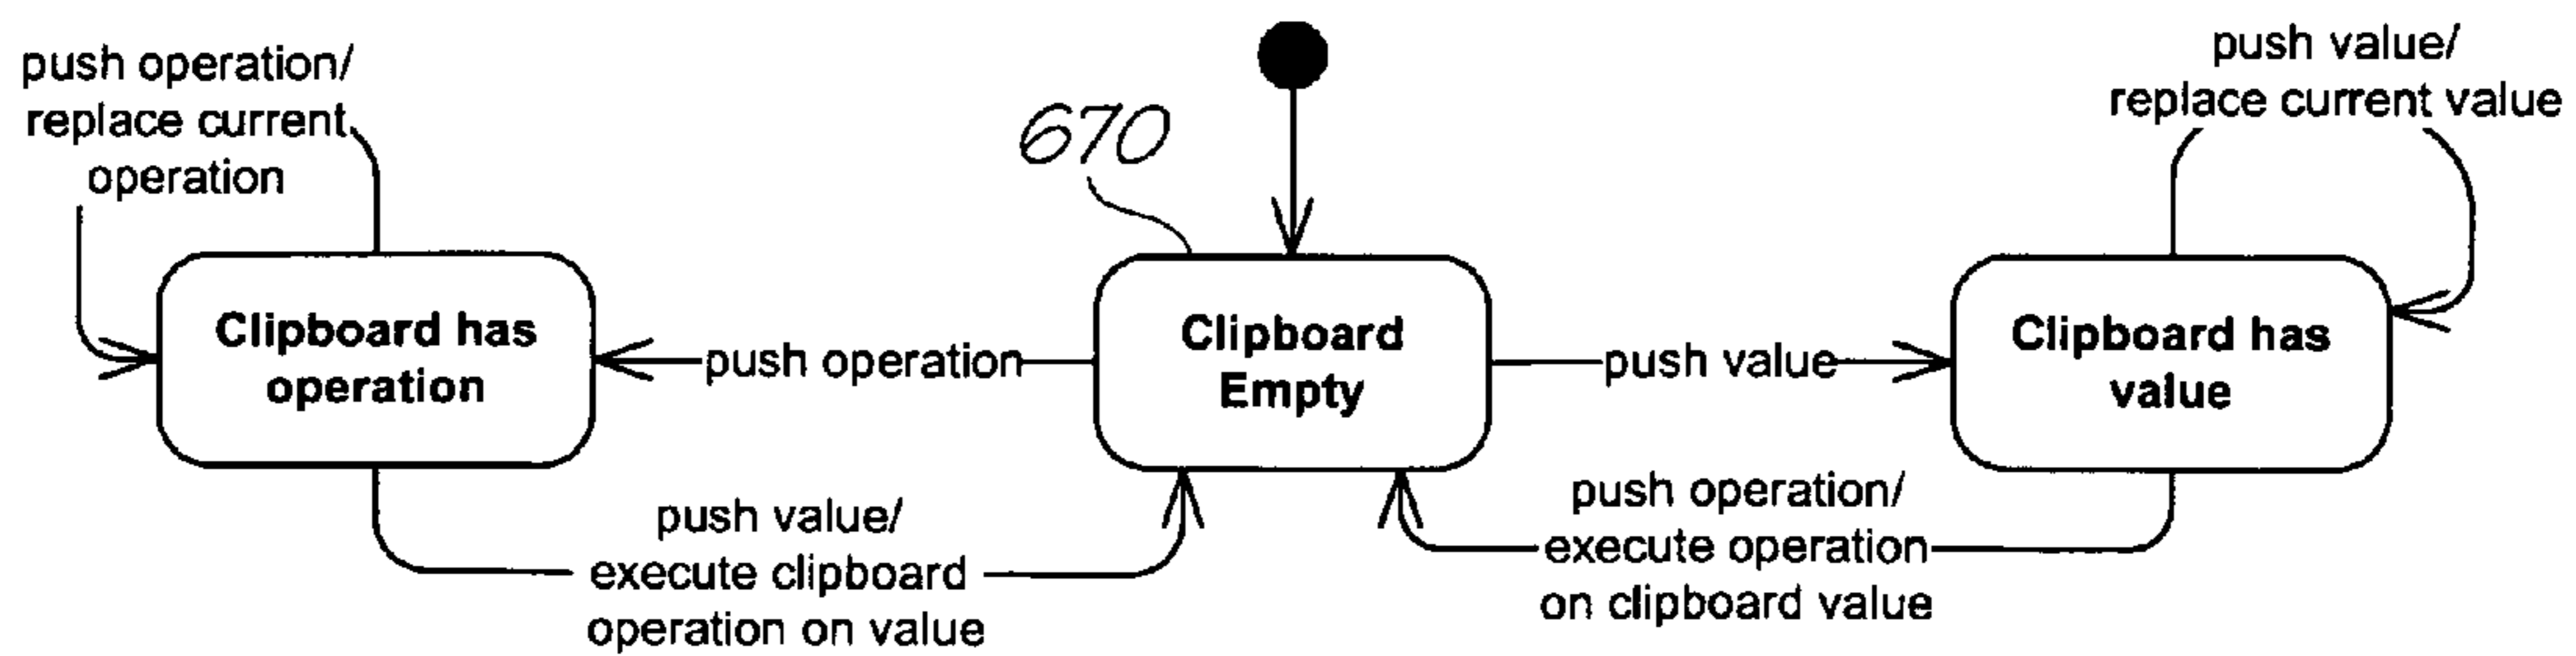 push operation/
replace current
operation
670
push value/
replace current value
Clipboard has
operation
push operation
Clipboard
Empty
push value
Clipboard has
value
push value/
execute clipboard
operation on value
push operation/
execute operation
on clipboard value